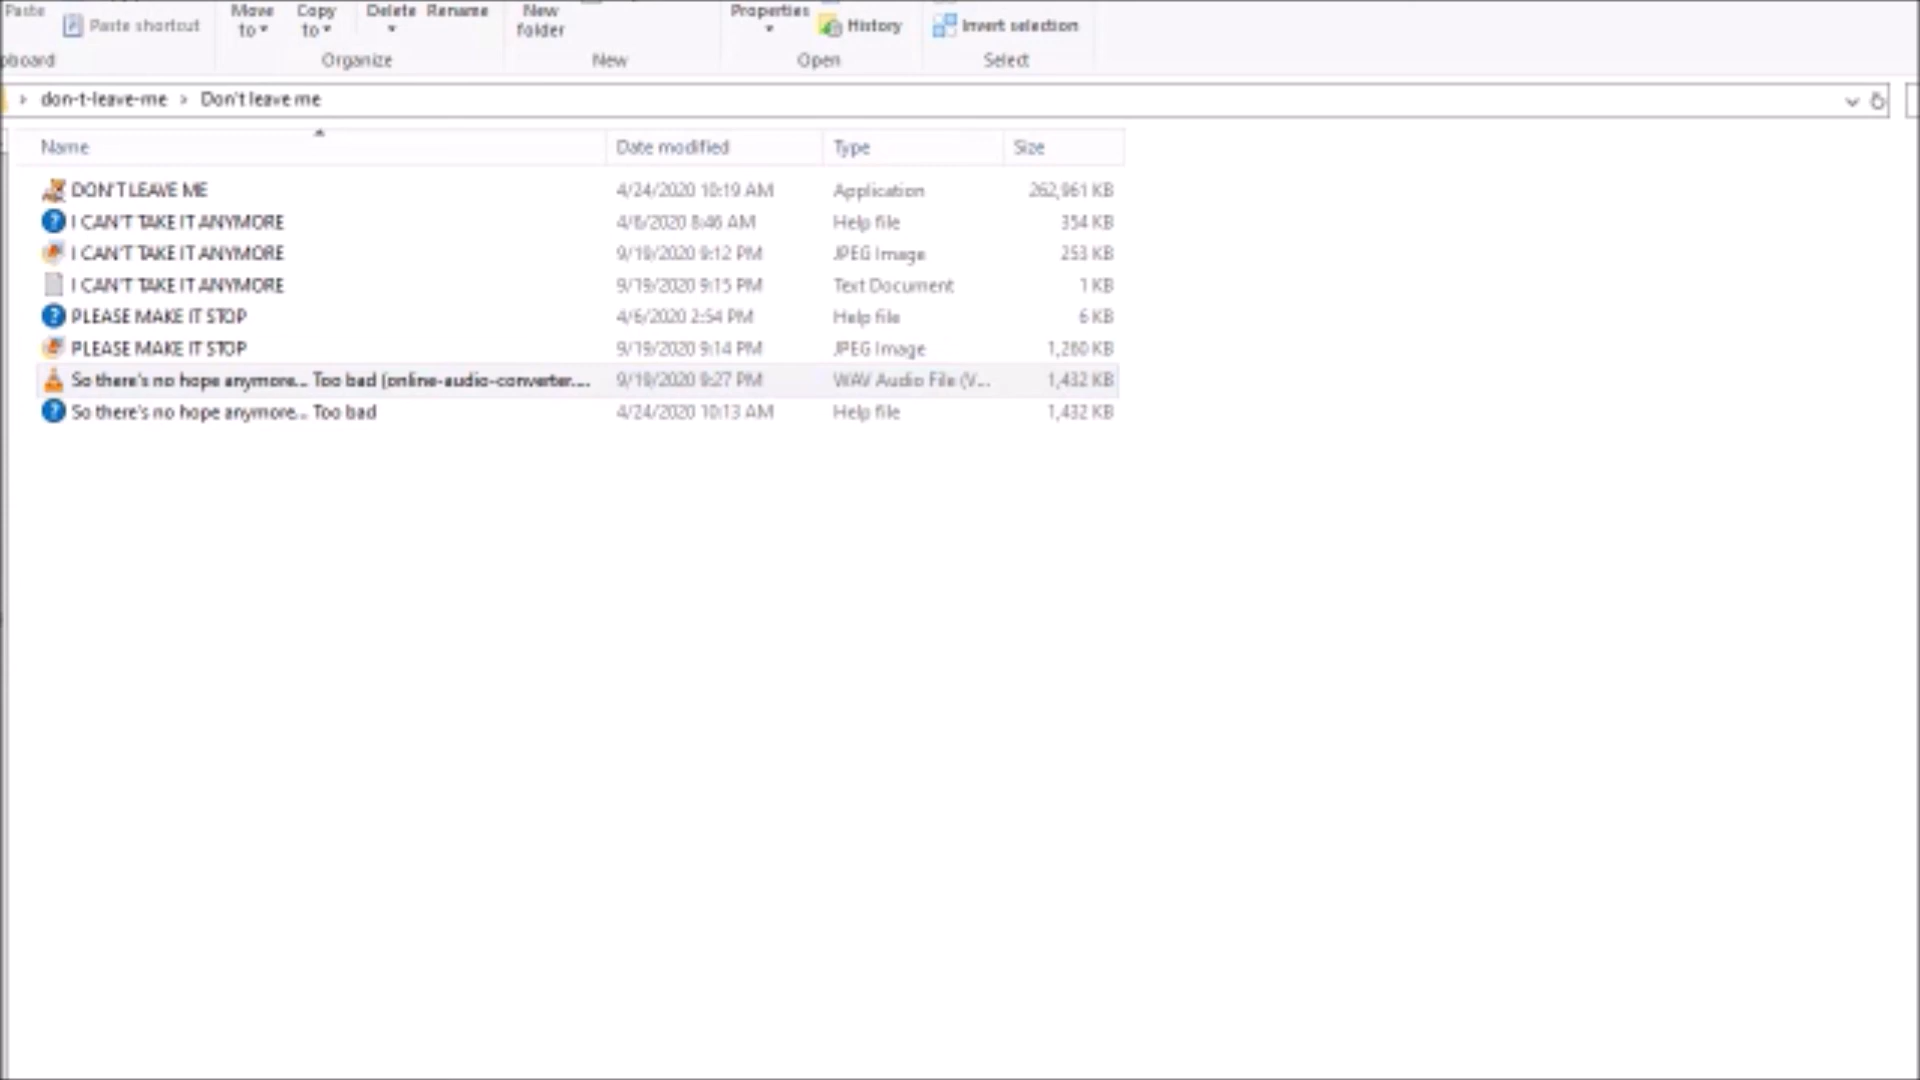 Paste
Paste shortcut
Move to
Copy to
Delete
Rename
New folder
Properties
History
Invert selection
Organize
New
Open
Select
don-t-leave-me > Don't leave me
Name Date modified Type Size
DON'T LEAVE ME 4/24/2020 10:19 AM Application 262,961 KB
I CAN'T TAKE IT ANYMORE 4/6/2020 8:46 AM Help file 354 KB
I CAN'T TAKE IT ANYMORE 9/19/2020 9:12 PM JPEG Image 253 KB
I CAN'T TAKE IT ANYMORE 9/19/2020 9:15 PM Text Document 1 KB
PLEASE MAKE IT STOP 4/6/2020 2:54 PM Help file 6 KB
PLEASE MAKE IT STOP 9/19/2020 9:14 PM JPEG Image 1,260 KB
So there's no hope anymore... Too bad (online-audio-converter.... 9/19/2020 9:27 PM WAV Audio File (V... 1,432 KB
So there's no hope anymore... Too bad 4/24/2020 10:13 AM Help file 1,432 KB